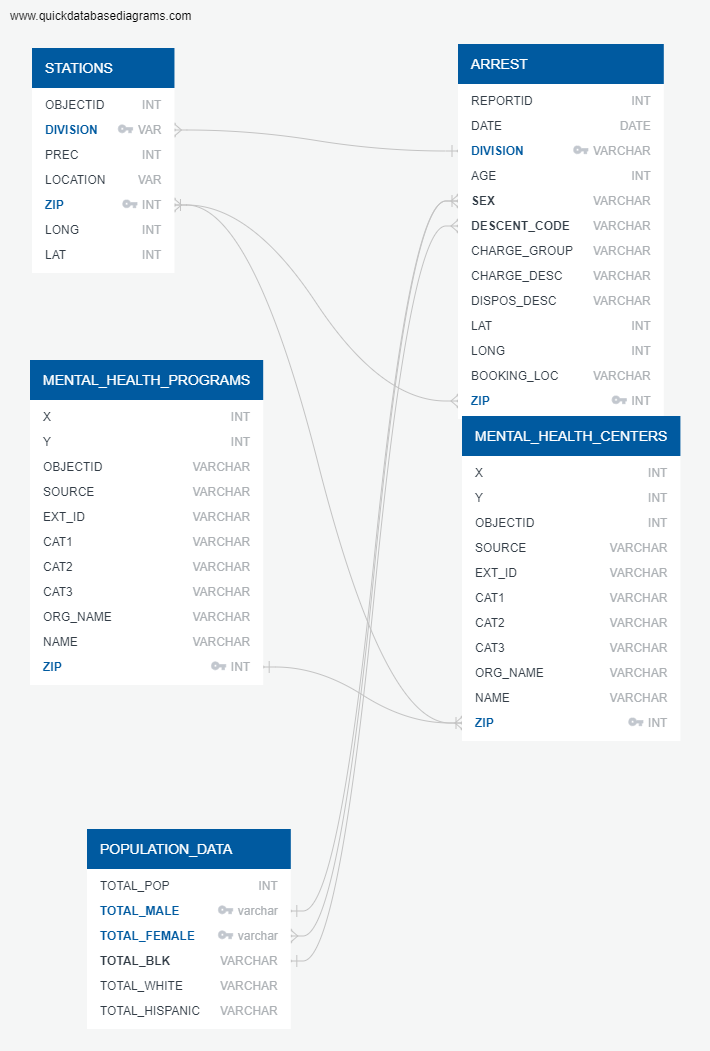 www.quickdatabasediagrams.com
STATIONS
OBJECTID INT
DIVISION VAR
PREC INT
LOCATION VAR
ZIP INT
LONG INT
LAT INT
ARREST
REPORTID INT
DATE DATE
DIVISION VARCHAR
AGE INT
SEX VARCHAR
DESCENT_CODE VARCHAR
CHARGE_GROUP VARCHAR
CHARGE_DESC VARCHAR
DISPOS_DESC VARCHAR
LAT INT
LONG INT
BOOKING_LOC VARCHAR
ZIP INT
MENTAL_HEALTH_PROGRAMS
X INT
Y INT
OBJECTID VARCHAR
SOURCE VARCHAR
EXT_ID VARCHAR
CAT1 VARCHAR
CAT2 VARCHAR
CAT3 VARCHAR
ORG_NAME VARCHAR
NAME VARCHAR
ZIP INT
MENTAL_HEALTH_CENTERS
X INT
Y INT
OBJECTID INT
SOURCE VARCHAR
EXT_ID VARCHAR
CAT1 VARCHAR
CAT2 VARCHAR
CAT3 VARCHAR
ORG_NAME VARCHAR
NAME VARCHAR
ZIP INT
POPULATION_DATA
TOTAL_POP INT
TOTAL_MALE varchar
TOTAL_FEMALE varchar
TOTAL_BLK VARCHAR
TOTAL_WHITE VARCHAR
TOTAL_HISPANIC VARCHAR